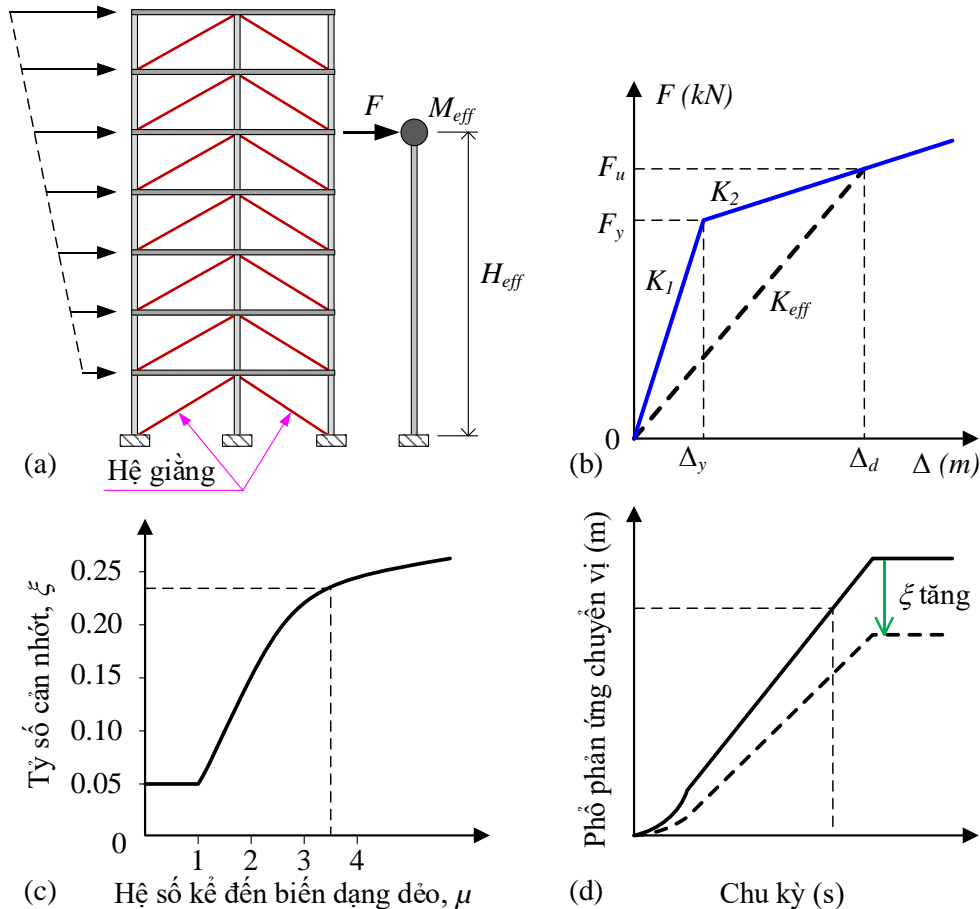 F
M_eff
H_eff
(a)
Hệ giằng
F (kN)
F_u
F_y
K_2
K_1
K_eff
0
Δ_y
Δ_d
Δ (m)
(b)
Tỷ số cản nhớt, ξ
0.25
0.20
0.15
0.10
0.05
0
1 2 3 4
(c)
Hệ số kể đến biến dạng dẻo, μ
Phổ phản ứng chuyển vị (m)
ξ tăng
(d)
Chu kỳ (s)